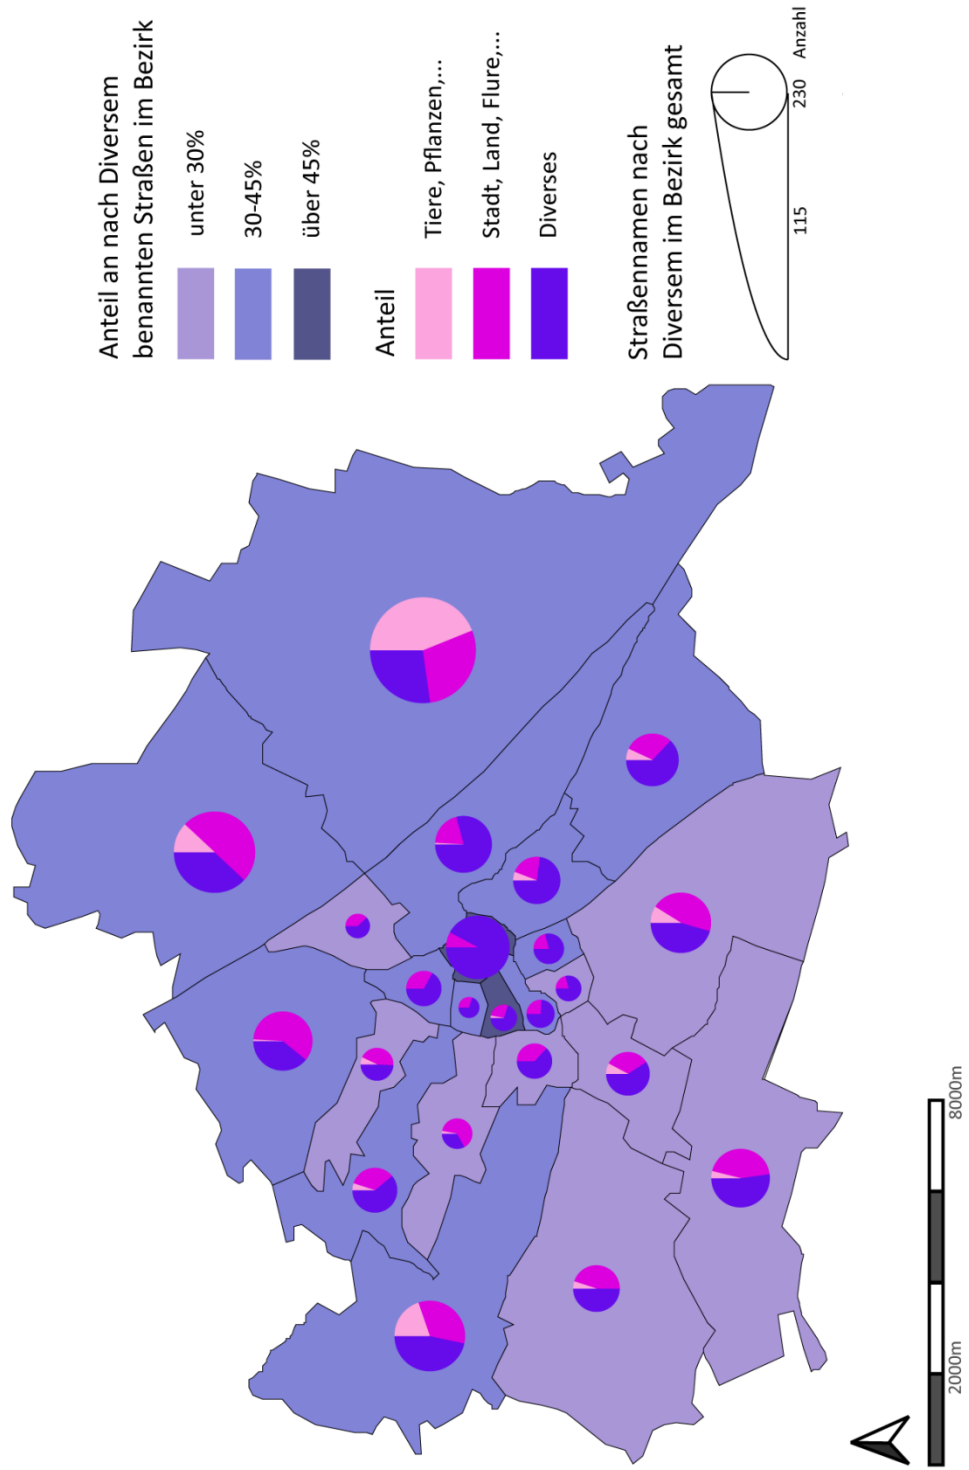 Anteil an nach Diversem
benannten Straßen im Bezirk
unter 30%
30-45%
über 45%
Anteil
Tiere, Pflanzen,...
Stadt, Land, Flure,...
Diverses
Straßennamen nach
Diversem im Bezirk gesamt
115
230
Anzahl
2000m
8000m